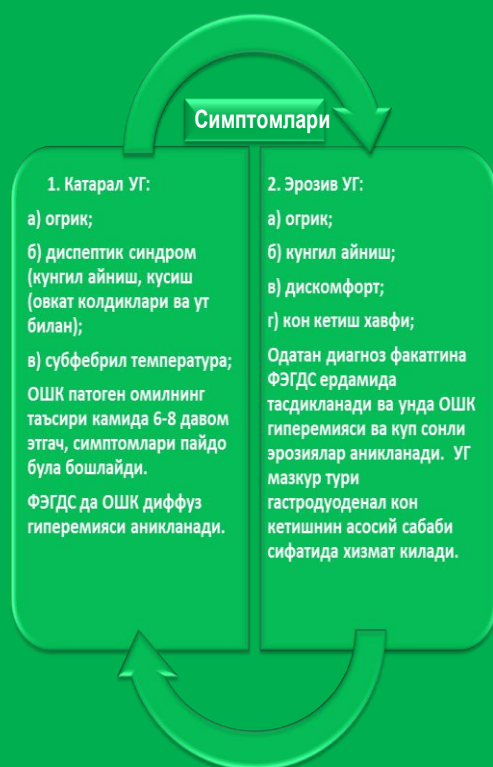 Симптомлари
1. Катарал УГ:
а) огрик;
б) диспептик синдром
(кунгил айниш, кусиш
(овкат колдиклари ва ут
билан);
в) субфебрил температура;
ОШК патоген омилнинг
таъсири камида 6-8 давом
этгач, симптомлари пайдо
була бошлайди.
ФЭГДС да ОШК диффуз
гиперемияси аникланади.
2. Эрозив УГ:
а) огрик;
б) кунгил айниш;
в) дискомфорт;
г) кон кетиш хавфи;
Одатан диагноз факатгина
ФЭГДС ердамида
тасдикланади ва унда ОШК
гиперемияси ва куп сонли
эрозиялар аникланади.  УГ
мазкур тури
гастродуоденал кон
кетишнин асосий сабаби
сифатида хизмат килади.